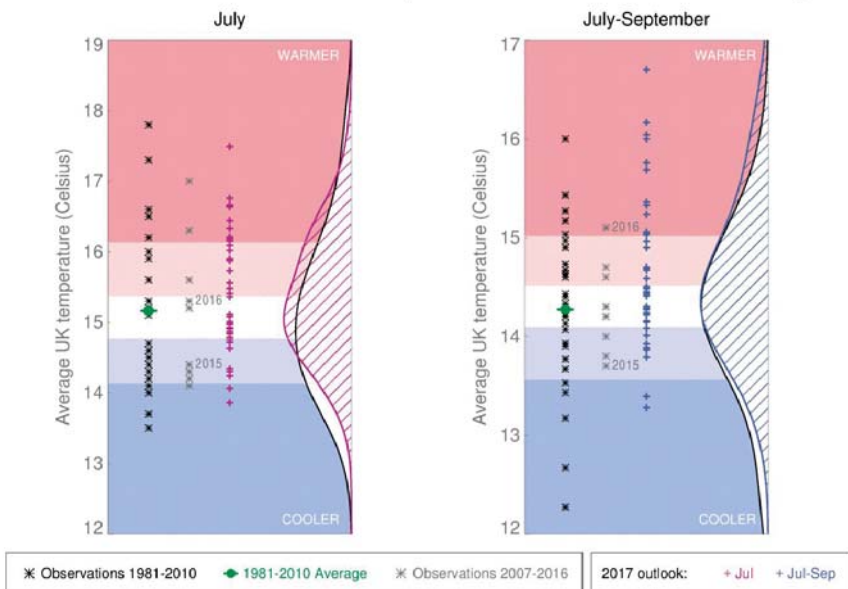 July
July-September
Average UK temperature (Celsius)
19
18
17
16
15
14
13
12
WARMER
2016
2015
COOLER
Average UK temperature (Celsius)
17
16
15
14
13
12
WARMER
2016
2015
COOLER
Observations 1981-2010
1981-2010 Average
Observations 2007-2016
2017 outlook:
+ Jul
+ Jul-Sep